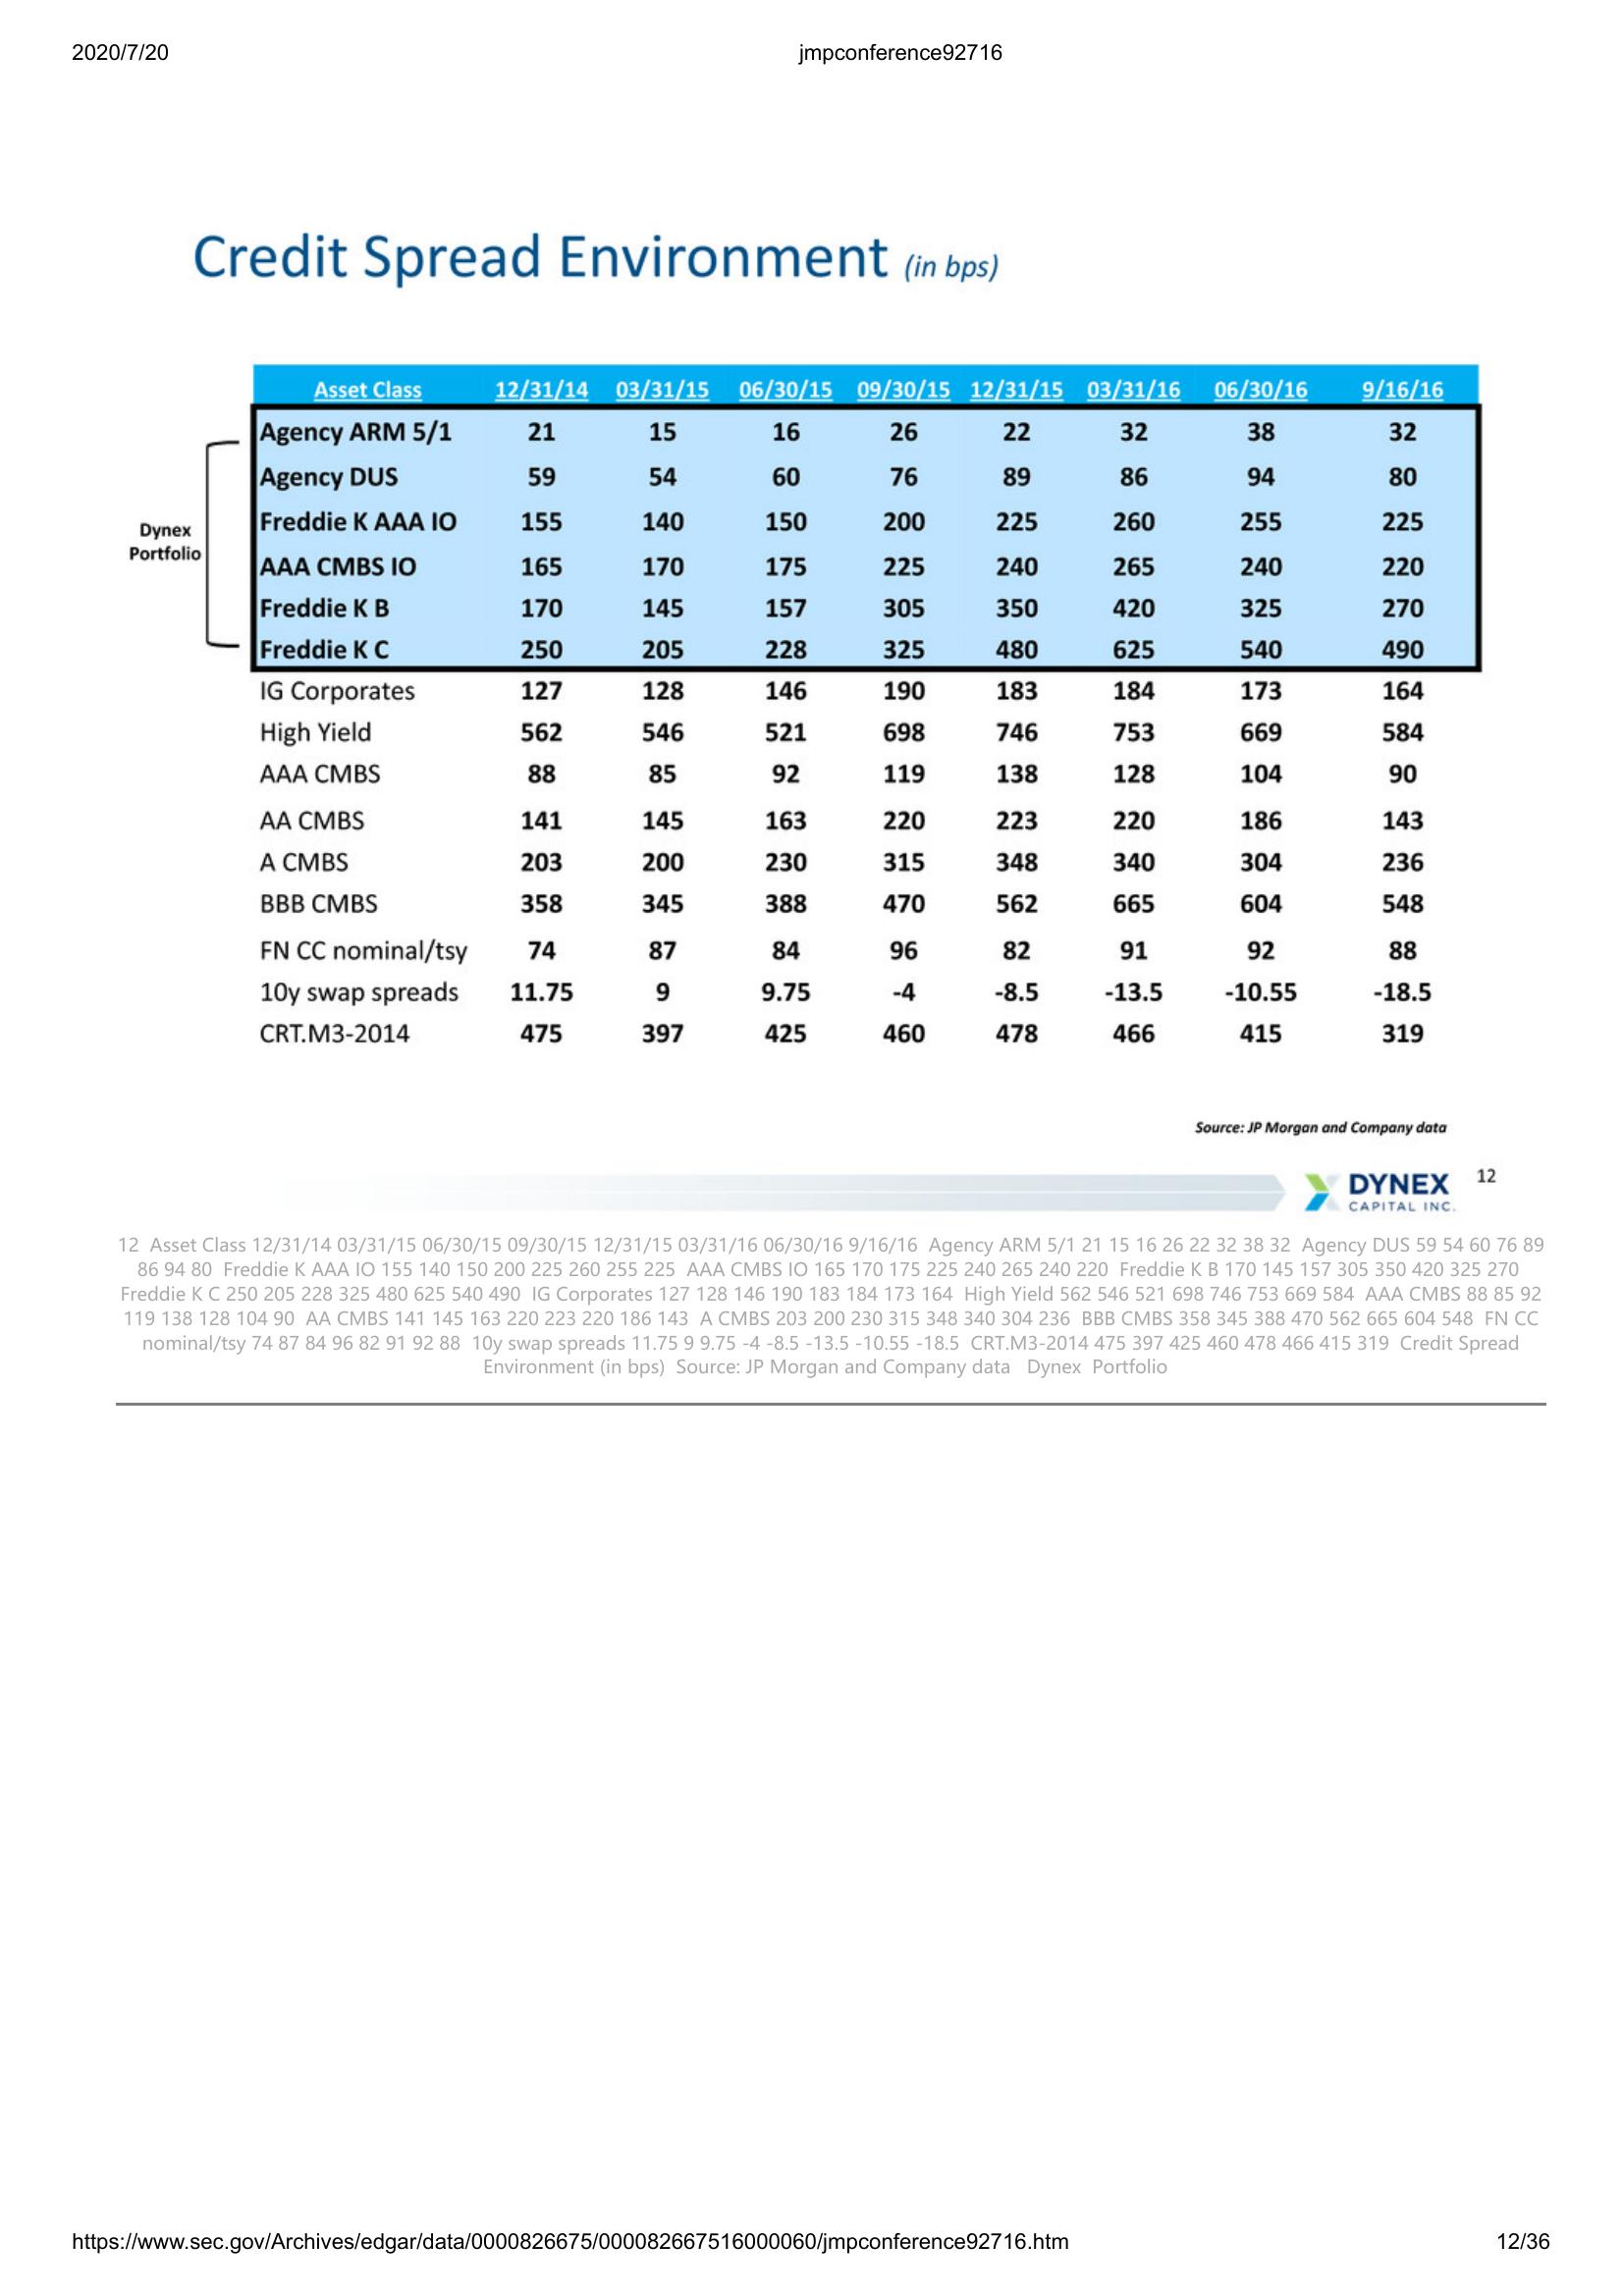 2020/7/20 jmpconference92716
Credit Spread Environment (in bps)
Asset Class 12/31/14 03/31/15 06/30/15 09/30/15 12/31/15 03/31/16 06/30/16 9/16/16
Agency ARM 5/1 21 15 16 26 22 32 38 32
Agency DUS 59 54 60 76 89 86 94 80
Freddie K AAA IO 155 140 150 200 225 260 255 225
Dynex
Portfolio
AAA CMBS IO 165 170 175 225 240 265 240 220
Freddie K B 170 145 157 305 350 420 325 270
Freddie K C 250 205 228 325 480 625 540 490
IG Corporates 127 128 146 190 183 184 173 164
High Yield 562 546 521 698 746 753 669 584
AAA CMBS 88 85 92 119 138 128 104 90
AA CMBS 141 145 163 220 223 220 186 143
A CMBS 203 200 230 315 348 340 304 236
BBB CMBS 358 345 388 470 562 665 604 548
FN CC nominal/tsy 74 87 84 96 82 91 92 88
10y swap spreads 11.75 9 9.75 -4 -8.5 -13.5 -10.55 -18.5
CRT.M3-2014 475 397 425 460 478 466 415 319
Source: JP Morgan and Company data
DYNEX
CAPITAL INC.
12
12 Asset Class 12/31/14 03/31/15 06/30/15 09/30/15 12/31/15 03/31/16 06/30/16 9/16/16 Agency ARM 5/1 21 15 16 26 22 32 38 32 Agency DUS 59 54 60 76 89
86 94 80 Freddie K AAA IO 155 140 150 200 225 260 255 225 AAA CMBS IO 165 170 175 225 240 265 240 220 Freddie K B 170 145 157 305 350 420 325 270
Freddie K C 250 205 228 325 480 625 540 490 IG Corporates 127 128 146 190 183 184 173 164 High Yield 562 546 521 698 746 753 669 584 AAA CMBS 88 85 92
119 138 128 104 90 AA CMBS 141 145 163 220 223 220 186 143 A CMBS 203 200 230 315 348 340 304 236 BBB CMBS 358 345 388 470 562 665 604 548 FN CC
nominal/tsy 74 87 84 96 82 91 92 88 10y swap spreads 11.75 9 9.75 -4 -8.5 -13.5 -10.55 -18.5 CRT.M3-2014 475 397 425 460 478 466 415 319 Credit Spread
Environment (in bps) Source: JP Morgan and Company data Dynex Portfolio
https://www.sec.gov/Archives/edgar/data/0000826675/000082667516000060/jmpconference92716.htm 12/36